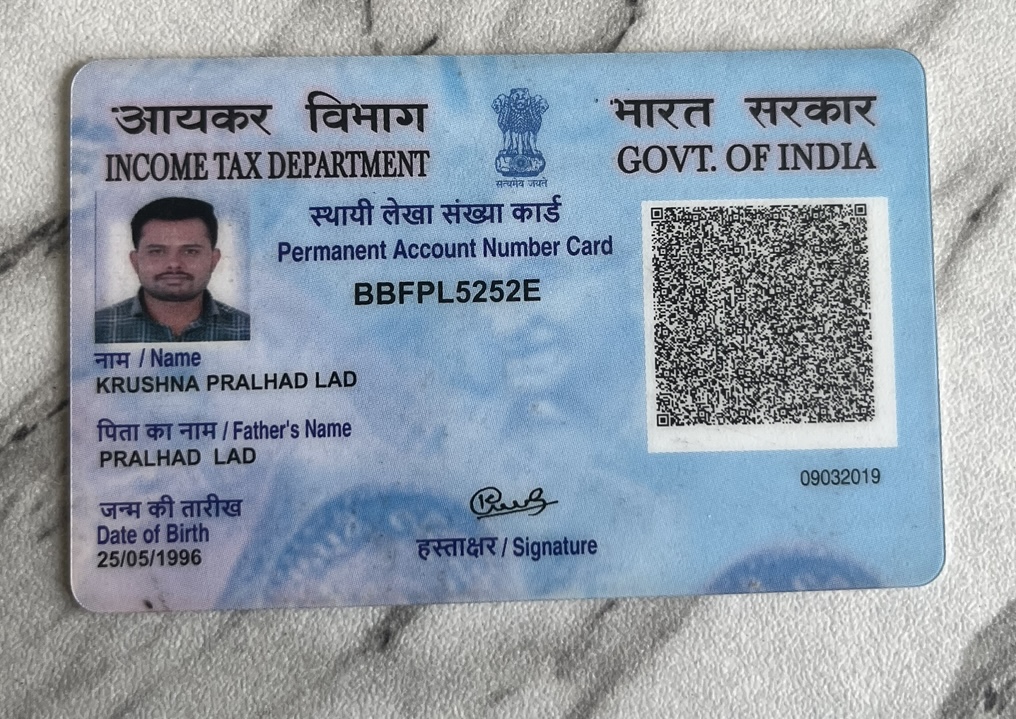 आयकर विभाग
INCOME TAX DEPARTMENT
भारत सरकार
GOVT. OF INDIA
सत्यमेव जयते
स्थायी लेखा संख्या कार्ड
Permanent Account Number Card
BBFPL5252E
नाम / Name
KRUSHNA PRALHAD LAD
पिता का नाम / Father's Name
PRALHAD LAD
जन्म की तारीख
Date of Birth
25/05/1996
हस्ताक्षर / Signature
09032019